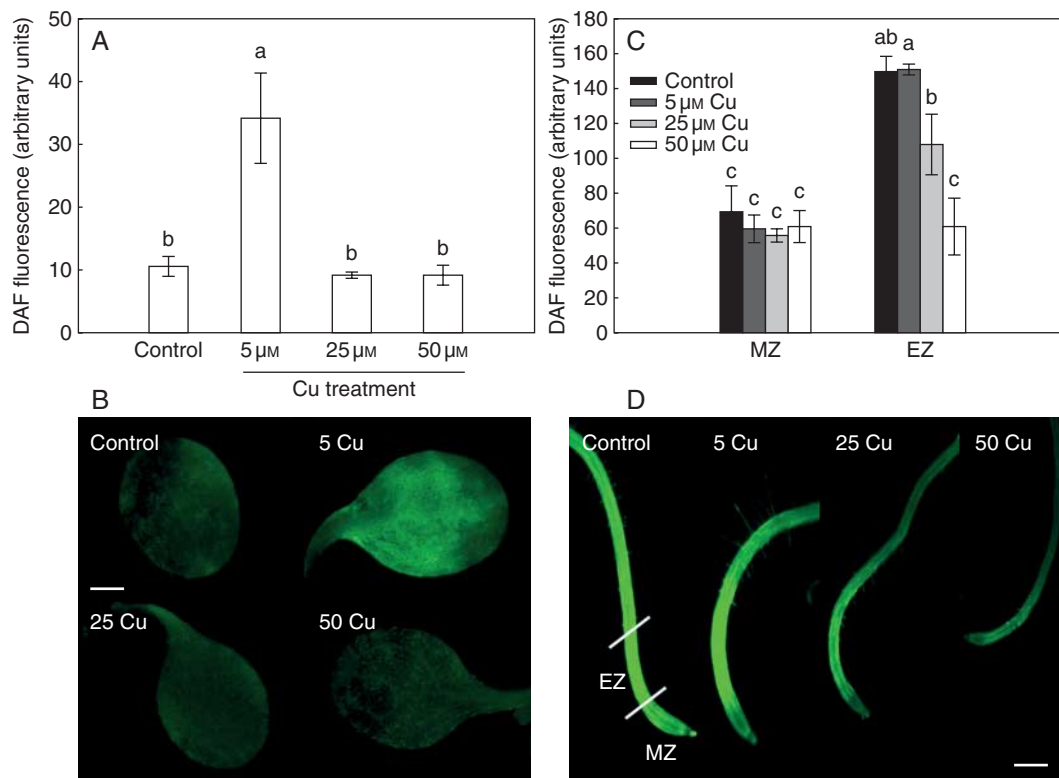 A
DAF fluorescence (arbitrary units)
50
40
30
20
10
0
b
a
b
b
Control 5 μM 25 μM 50 μM
Cu treatment
C
DAF fluorescence (arbitrary units)
180
160
140
120
100
80
60
40
20
0
Control
5 μM Cu
25 μM Cu
50 μM Cu
c c c c
ab a b c
MZ EZ
B
Control 5 Cu
25 Cu 50 Cu
D
Control 5 Cu 25 Cu 50 Cu
EZ
MZ